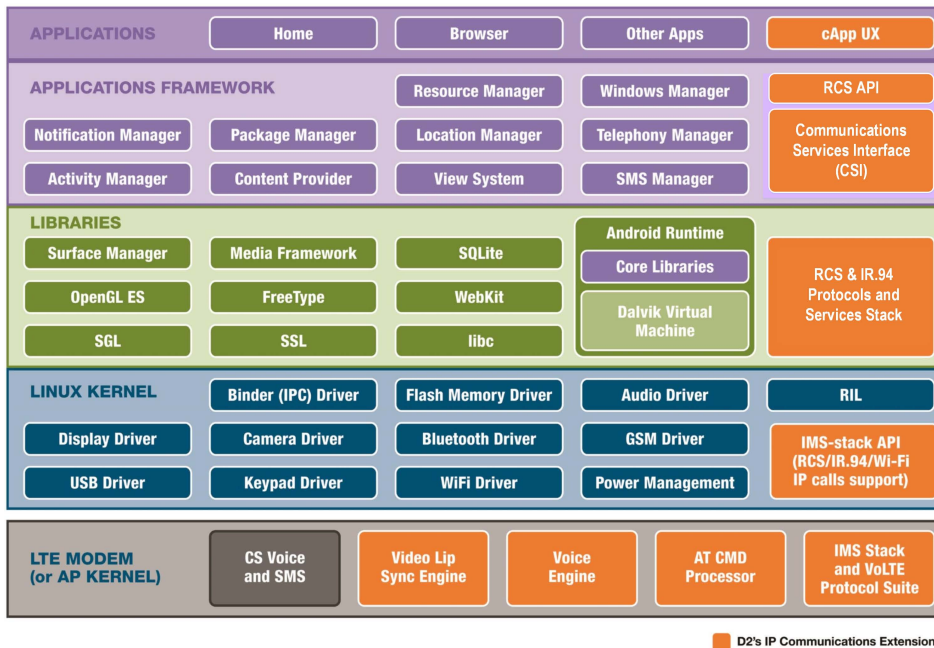 APPLICATIONS
Home
Browser
Other Apps
cApp UX
APPLICATIONS FRAMEWORK
Resource Manager
Windows Manager
RCS API
Notification Manager
Package Manager
Location Manager
Telephony Manager
Communications
Services Interface
(CSI)
Activity Manager
Content Provider
View System
SMS Manager
LIBRARIES
Surface Manager
Media Framework
SQLite
Android Runtime
Core Libraries
OpenGL ES
FreeType
WebKit
Dalvik Virtual
Machine
RCS & IR.94
Protocols and
Services Stack
SGL
SSL
libc
LINUX KERNEL
Binder (IPC) Driver
Flash Memory Driver
Audio Driver
RIL
Display Driver
Camera Driver
Bluetooth Driver
GSM Driver
IMS-stack API
(RCS/IR.94/Wi-Fi
IP calls support)
USB Driver
Keypad Driver
WiFi Driver
Power Management
LTE MODEM
(or AP KERNEL)
CS Voice
and SMS
Video Lip
Sync Engine
Voice
Engine
AT CMD
Processor
IMS Stack
and VoLTE
Protocol Suite
D2's IP Communications Extension